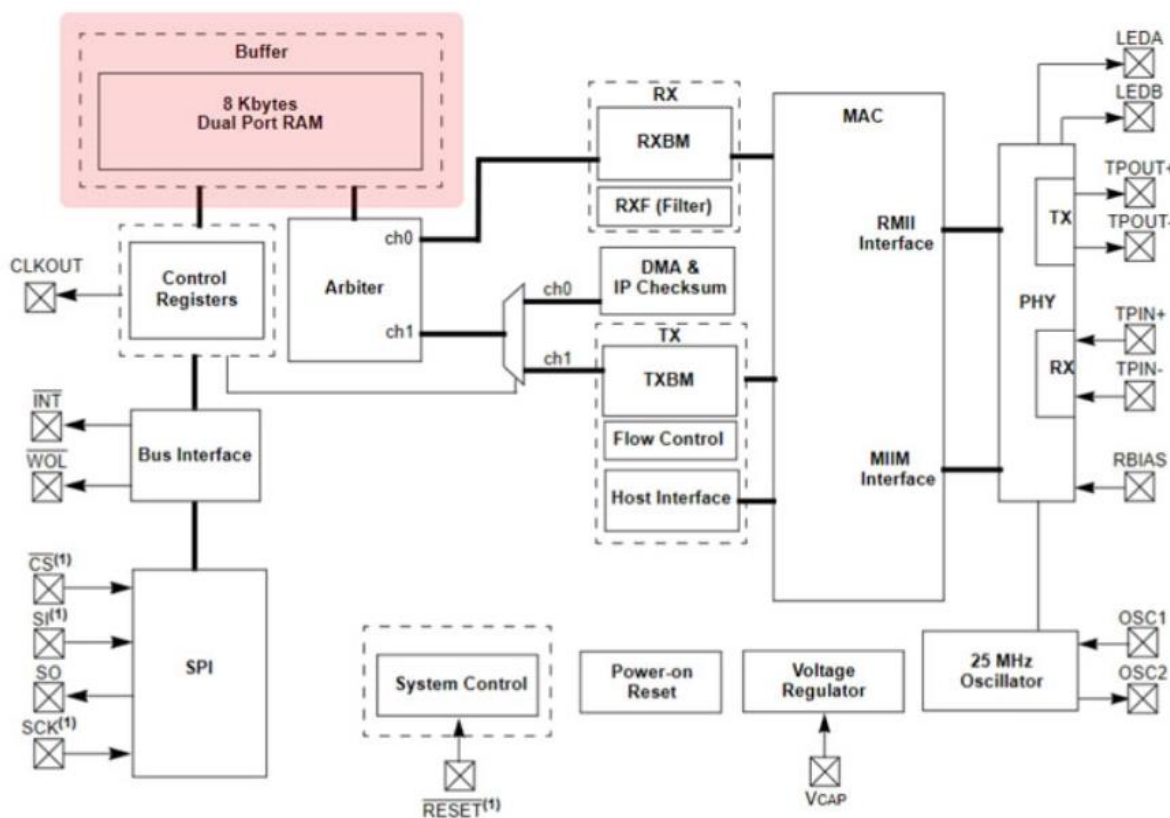 Buffer
8 Kbytes
Dual Port RAM
LEDA
LEDB
RX
RXBM
RXF (Filter)
MAC
TPOUT+
TX
TPOUT-
ch0
RMII
Interface
CLKOUT
Control
Registers
Arbiter
ch0
DMA &
IP Checksum
PHY
ch1
TPIN+
TX
ch1
TXBM
RX
TPIN-
INT
Bus Interface
WOL
Flow Control
MIIM
Interface
RBIAS
Host Interface
CS(1)
SI(1)
SO
SCK(1)
SPI
System Control
Power-on
Reset
Voltage
Regulator
25 MHz
Oscillator
OSC1
OSC2
RESET(1)
VCAP